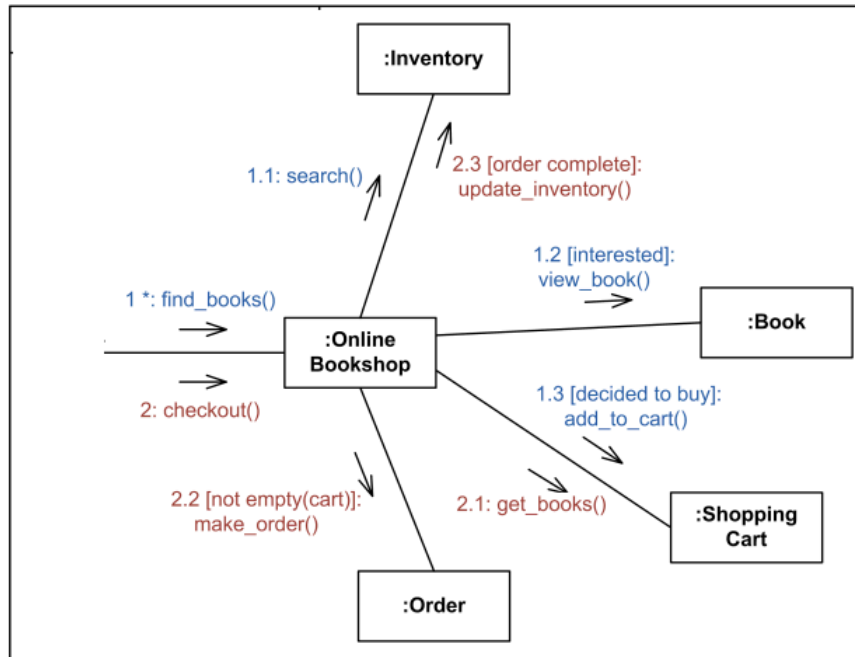 :Inventory
1.1: search()
2.3 [order complete]:
update_inventory()
1.2 [interested]:
view_book()
1 *: find_books()
:Online
Bookshop
:Book
2: checkout()
1.3 [decided to buy]:
add_to_cart()
2.2 [not empty(cart)]:
make_order()
2.1: get_books()
:Shopping
Cart
:Order